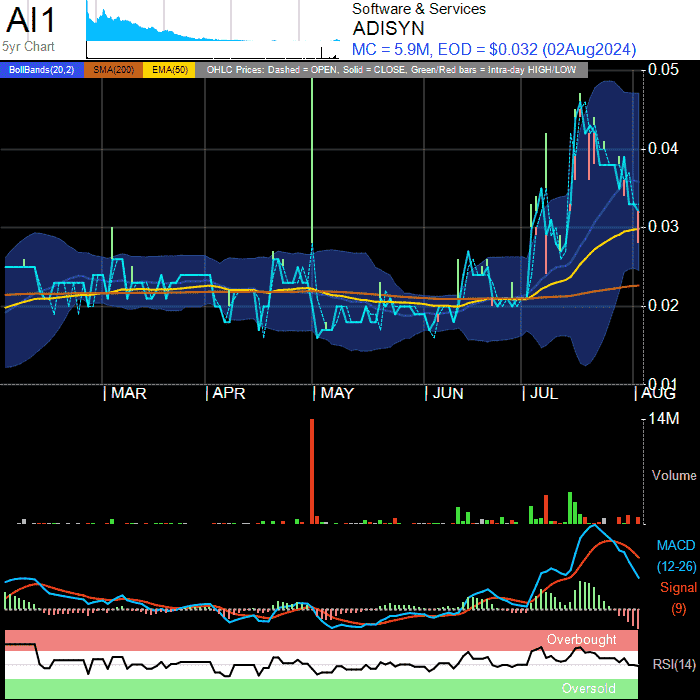 AI1
5yr Chart
Software & Services
ADISYN
MC = 5.9M, EOD = $0.032 (02Aug2024)
BollBands(20,2) SMA(200) EMA(50) OHLC Prices: Dashed = OPEN, Solid = CLOSE, Green/Red bars = Intra-day HIGH/LOW
0.05
0.04
0.03
0.02
0.01
MAR APR MAY JUN JUL AUG
14M
Volume
MACD
(12-26)
Signal
(9)
Overbought
RSI(14)
Oversold